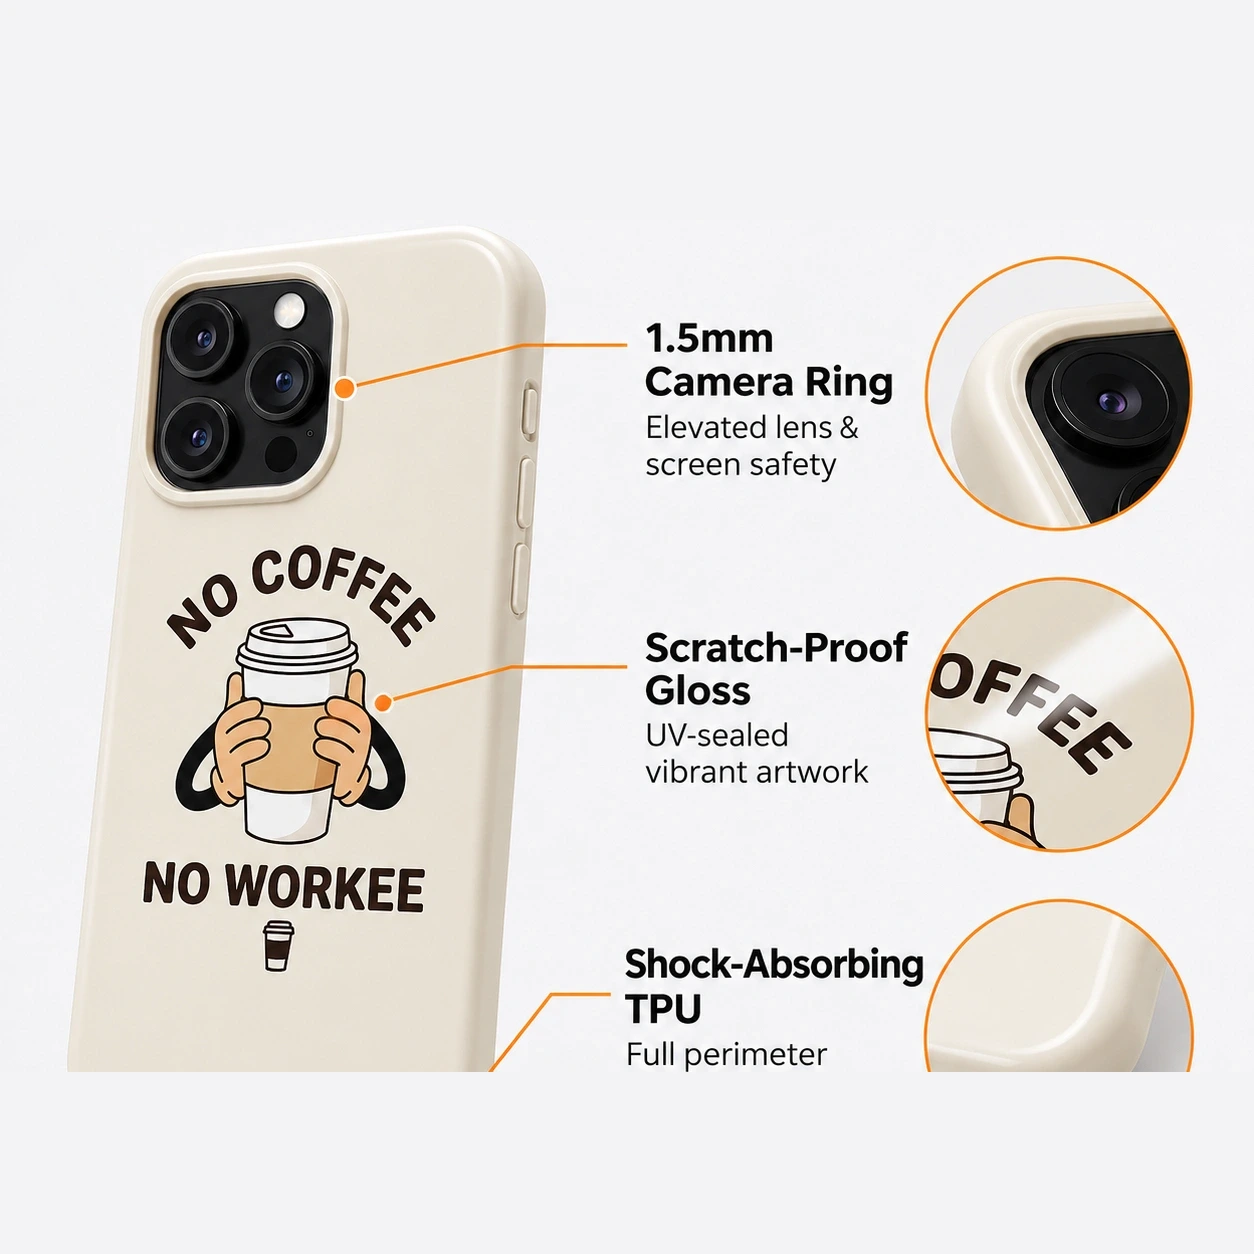 NO COFFEE
NO WORKEE
1.5mm
Camera Ring
Elevated lens &
screen safety
Scratch-Proof
Gloss
UV-sealed
vibrant artwork
OFFEE
Shock-Absorbing
TPU
Full perimeter